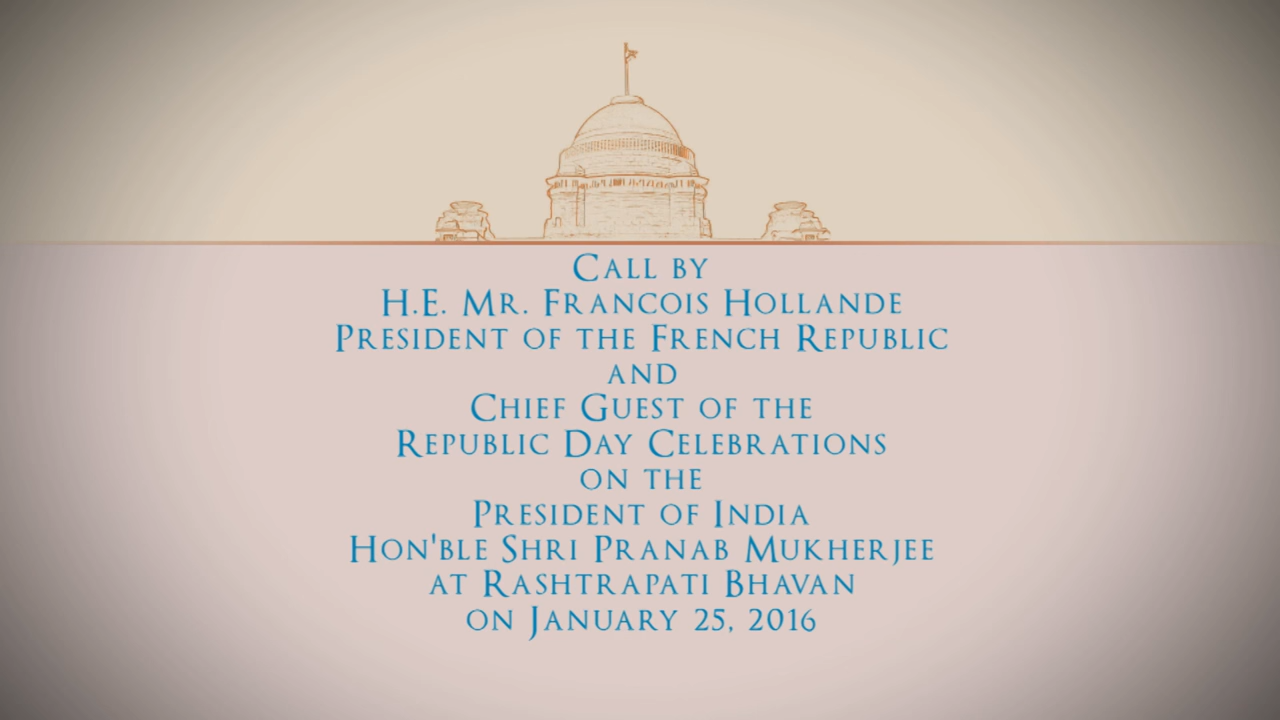 Call by
H.E. Mr. Francois Hollande
President of the French Republic
and
Chief Guest of the
Republic Day Celebrations
on the
President of India
Hon'ble Shri Pranab Mukherjee
at Rashtrapati Bhavan
on January 25, 2016